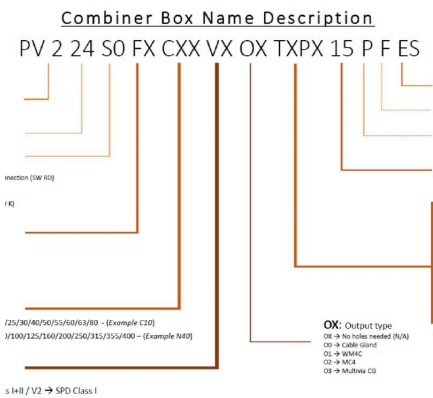 Combiner Box Name Description
PV 2 24 S0 FX CXX VX OX TXPX 15 P F ES
nnection (SW RD)
/ K)
/25/30/40/50/55/60/63/80 - (Example C10)
0/100/125/160/200/250/315/355/400 – (Example N40)
s I+II / V2 → SPD Class I
OX: Output type
OX → No holes needed (N/A)
O0 → Cable Gland
O1 → WM4C
O2 → MC4
O3 → Multivia CG